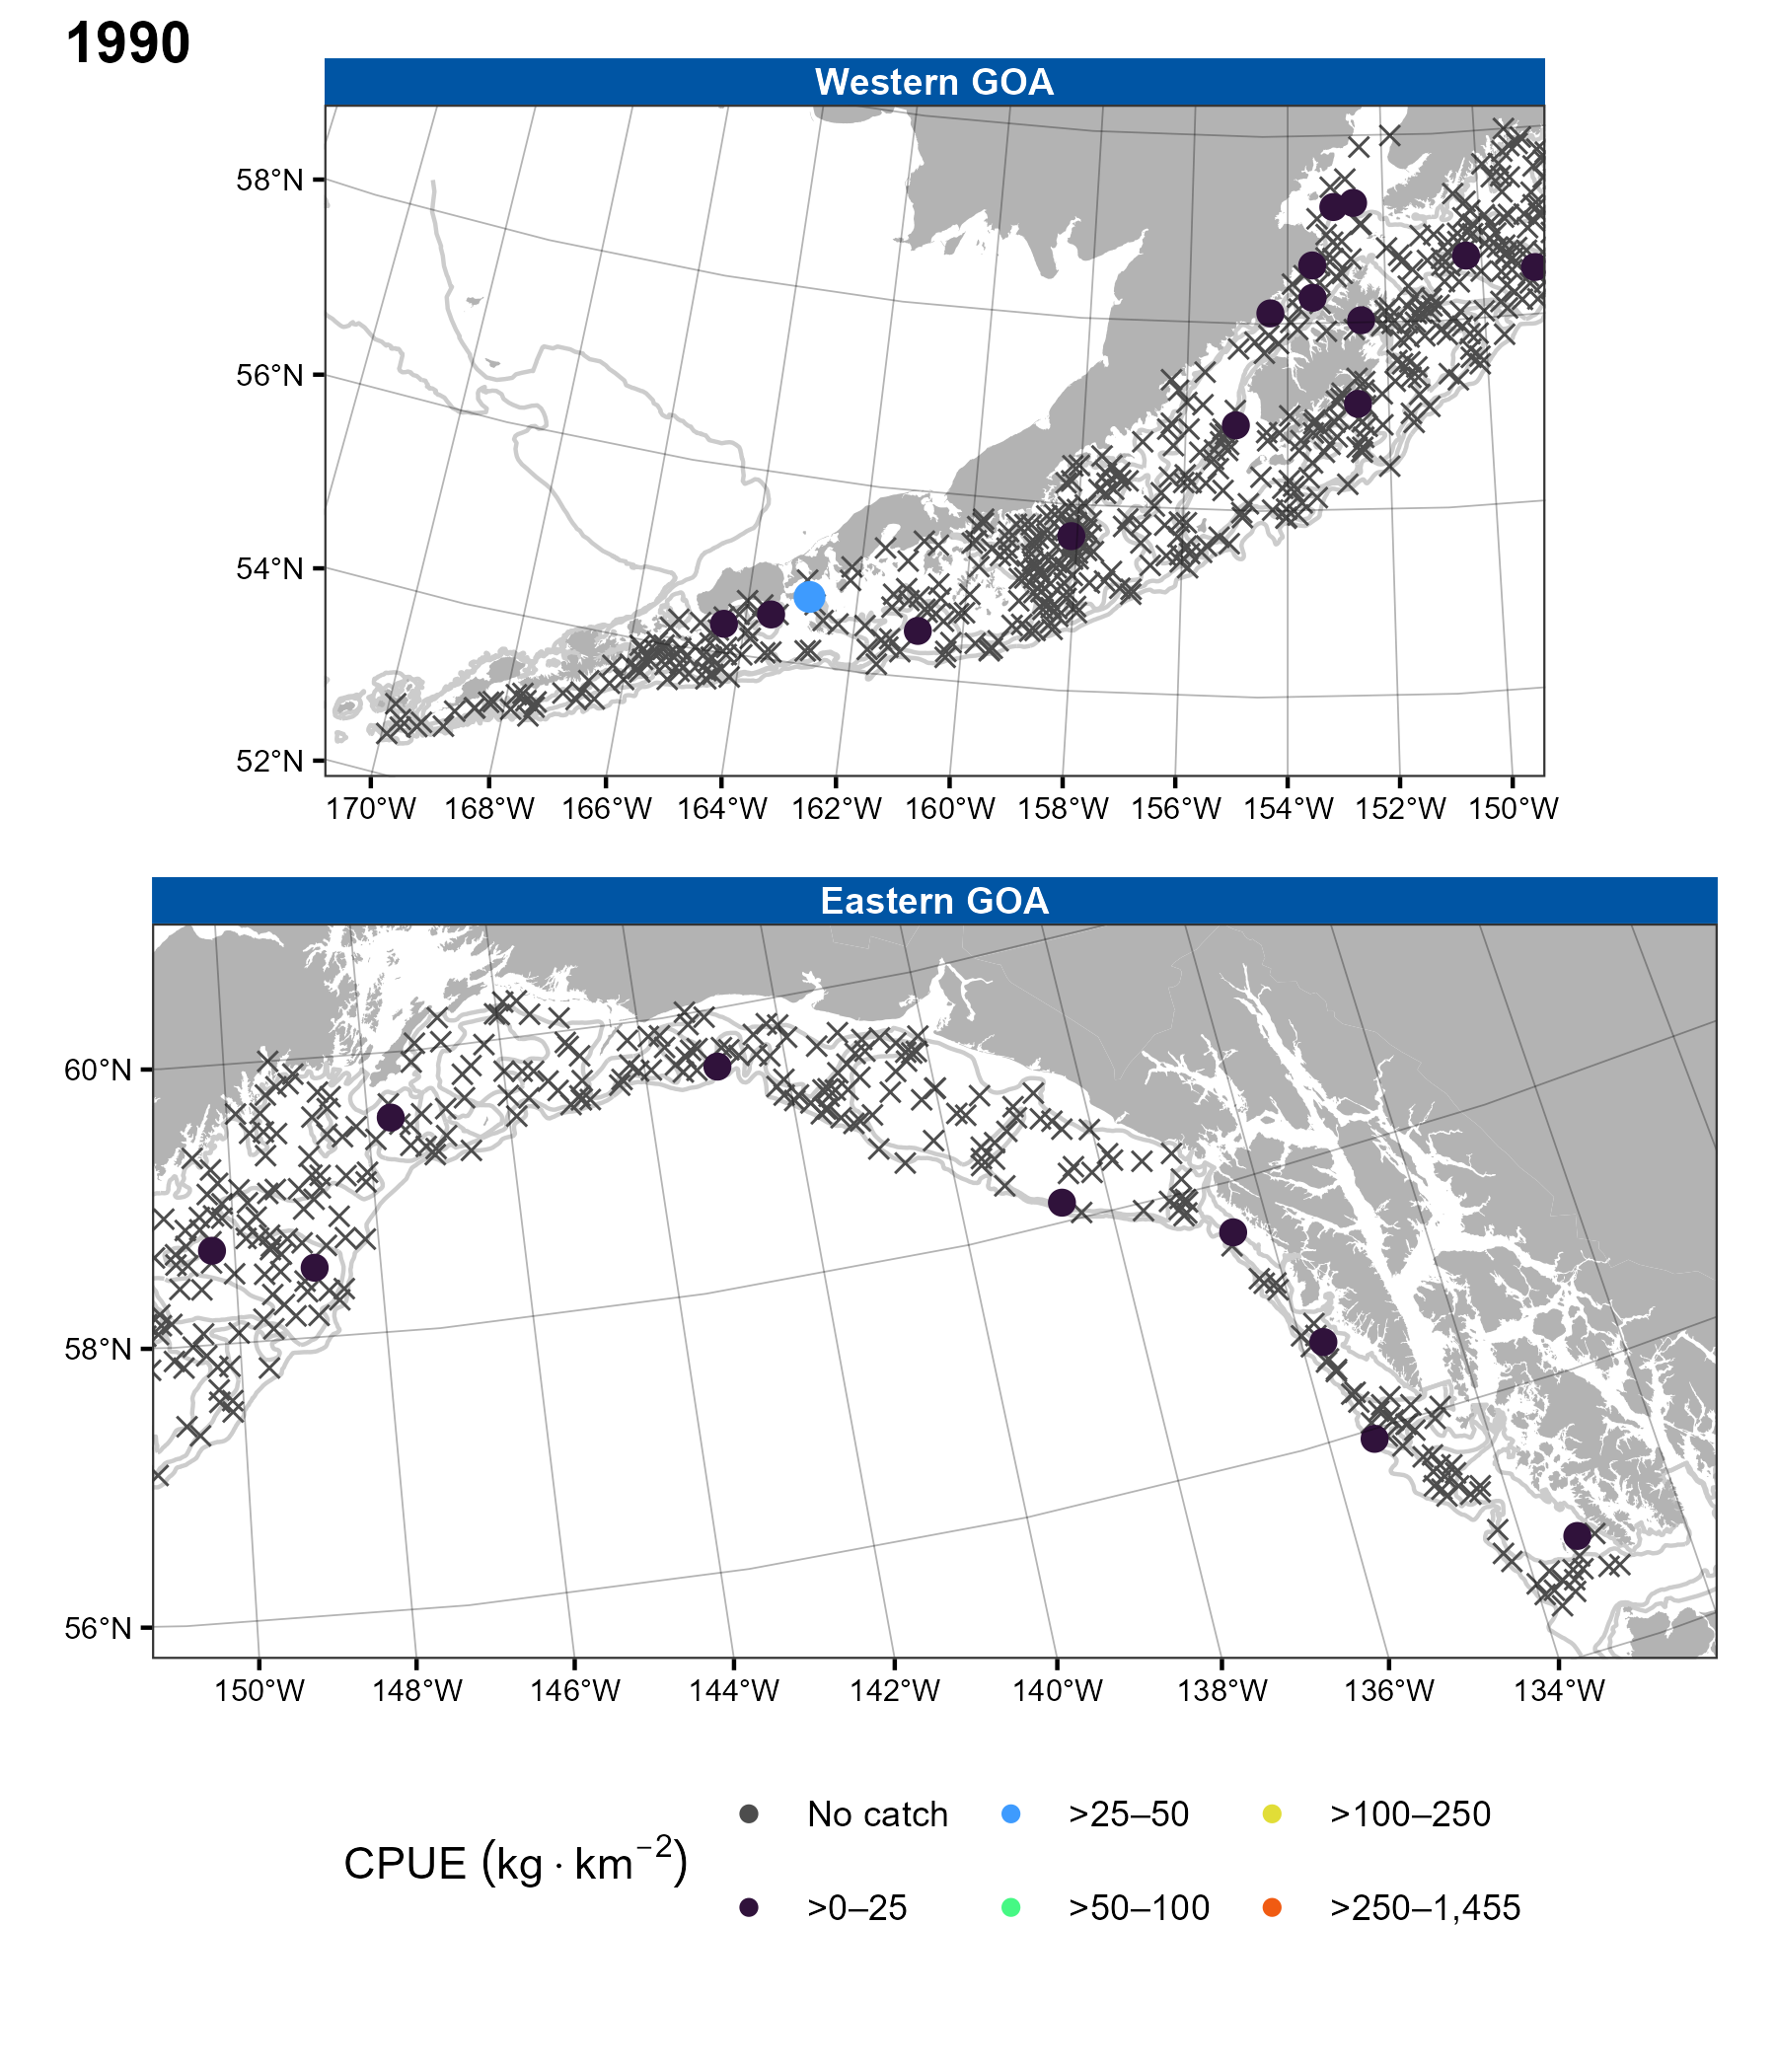 1990
Western GOA
58°N
56°N
54°N
52°N
170°W 168°W 166°W 164°W 162°W 160°W 158°W 156°W 154°W 152°W 150°W
Eastern GOA
60°N
58°N
56°N
150°W 148°W 146°W 144°W 142°W 140°W 138°W 136°W 134°W
CPUE (kg · km⁻²)
No catch >25–50 >100–250
>0–25 >50–100 >250–1,455